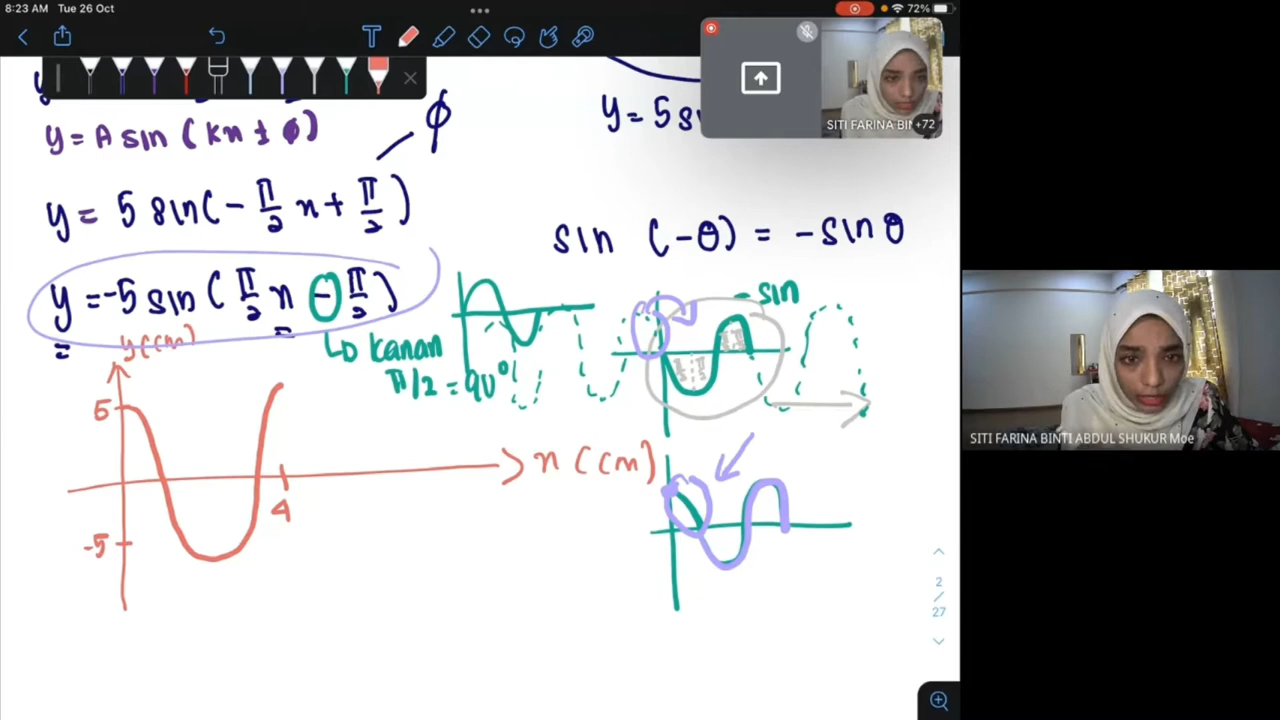 8:23 AM Tue 26 Oct
72%
SITI FARINA BIN
+72
y = A sin ( kx ± φ)
φ
y = 5 s
y = 5 sin(- π/2 x + π/2)
sin (-θ) = - sin θ
y = -5 sin ( π/2 x - π/2)
- sin
↳ kanan
π/2 = 90°
y (cm)
5
-5
4
x (cm)
SITI FARINA BINTI ABDUL SHUKUR Moe
2
/
27